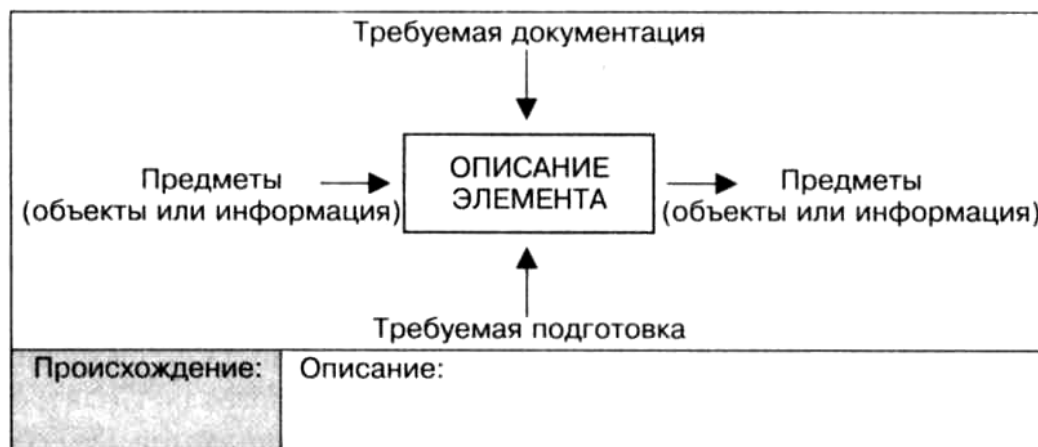 Требуемая документация
ОПИСАНИЕ
ЭЛЕМЕНТА
Предметы
(объекты или информация)
Предметы
(объекты или информация)
Требуемая подготовка
Происхождение:
Описание: